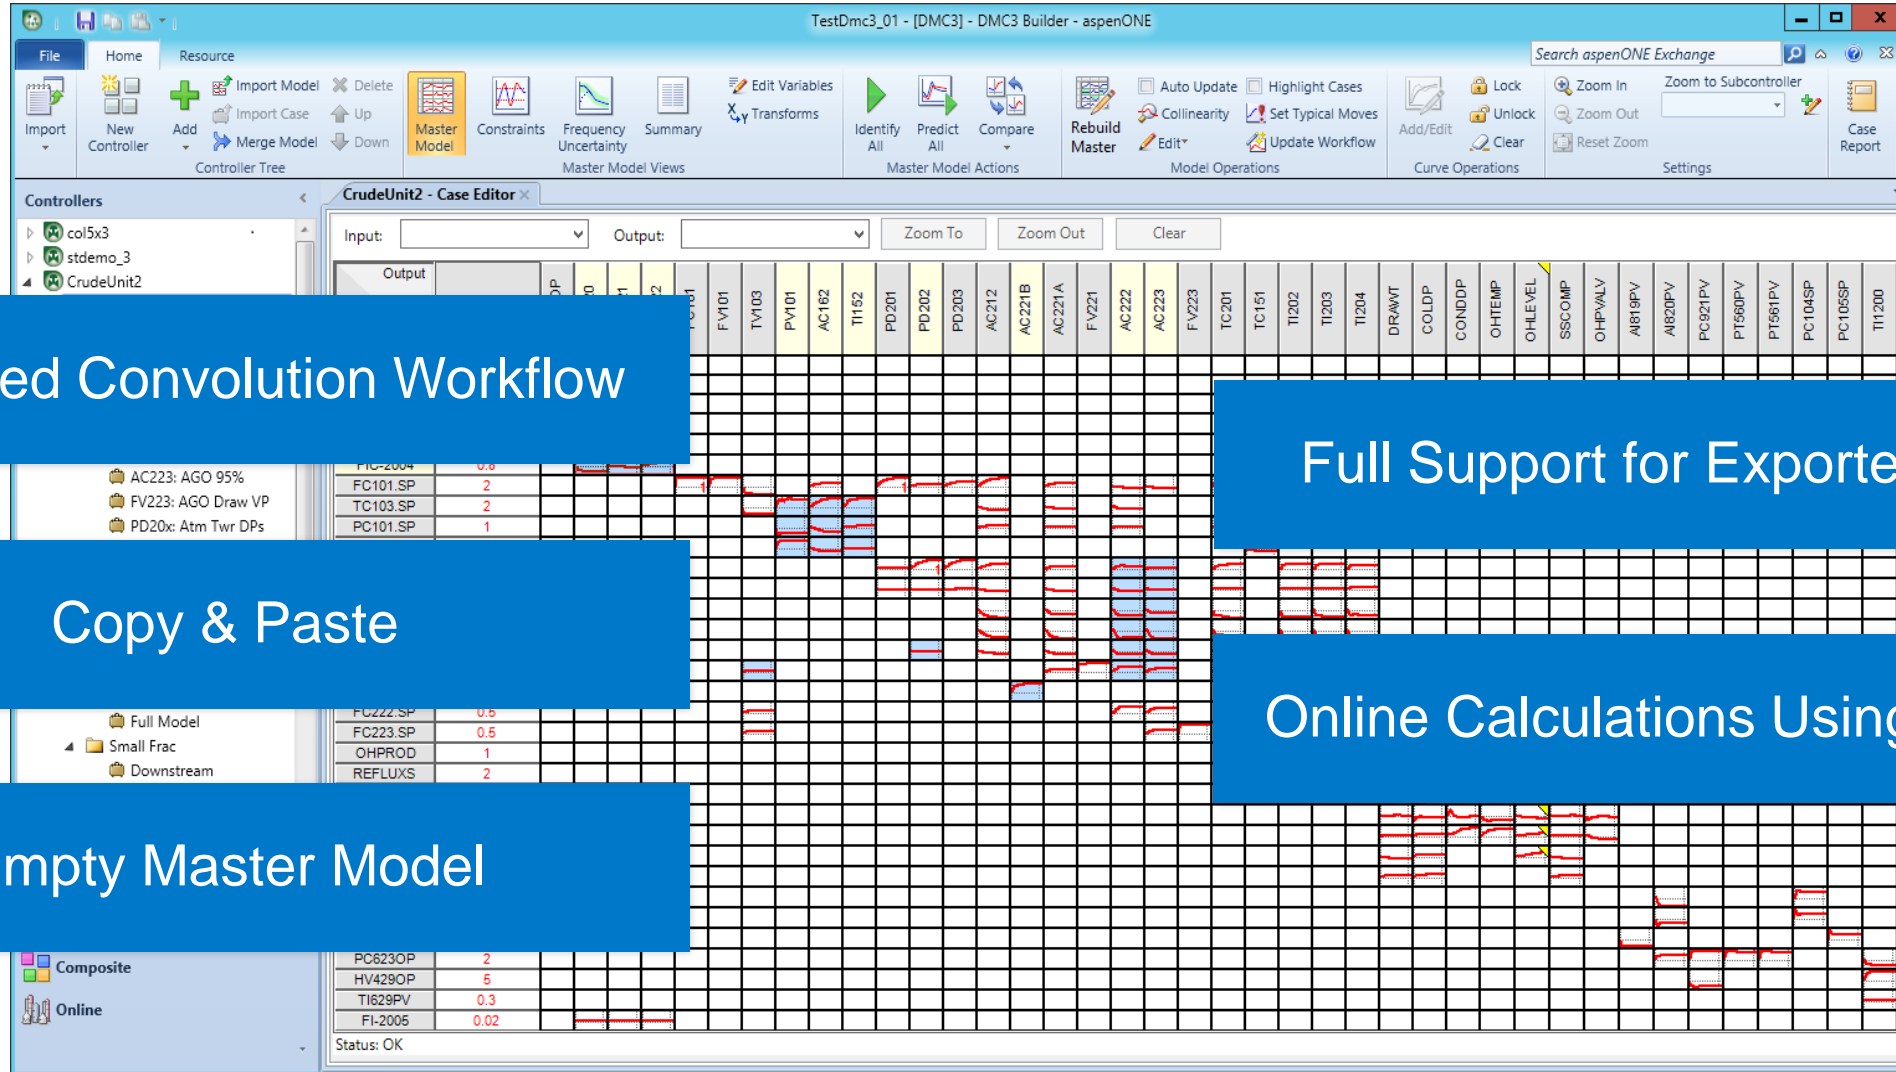 TestDmc3_01 - [DMC3] - DMC3 Builder - aspenONE
File Home Resource Search aspenONE Exchange
Import
New Controller
Add
Import Model
Import Case
Merge Model
Delete
Up
Down
Controller Tree
Master Model
Constraints
Frequency Uncertainty
Summary
Edit Variables
Transforms
Master Model Views
Identify All
Predict All
Compare
Master Model Actions
Rebuild Master
Auto Update
Collinearity
Edit
Highlight Cases
Set Typical Moves
Update Workflow
Model Operations
Add/Edit
Lock
Unlock
Clear
Curve Operations
Zoom In
Zoom Out
Reset Zoom
Zoom to Subcontroller
Settings
Case Report
Controllers
col5x3
stdemo_3
CrudeUnit2
AC223: AGO 95%
FV223: AGO Draw VP
PD20x: Atm Twr DPs
Full Model
Small Frac
Downstream
Composite
Online
CrudeUnit2 - Case Editor
Input: Output: Zoom To Zoom Out Clear
Output
FV101
TV103
PV101
AC162
TI152
PD201
PD202
PD203
AC212
AC221B
AC221A
FV221
AC222
AC223
FV223
TC201
TC151
TI202
TI203
TI204
DRAWT
COLDP
CONDDP
OHTEMP
OHLEVEL
SSCOMP
OHPVALV
AI819PV
AI820PV
PC921PV
PT560PV
PT561PV
PC104SP
PC105SP
TI1200
FIC-2004 0.8
FC101.SP 2
TC103.SP 2
PC101.SP 1
FC222.SP 0.5
FC223.SP 0.5
OHPROD 1
REFLUXS 2
PC623OP 2
HV429OP 5
TI629PV 0.3
FI-2005 0.02
Status: OK
ed Convolution Workflow
Copy & Paste
mpty Master Model
Full Support for Exporte
Online Calculations Using